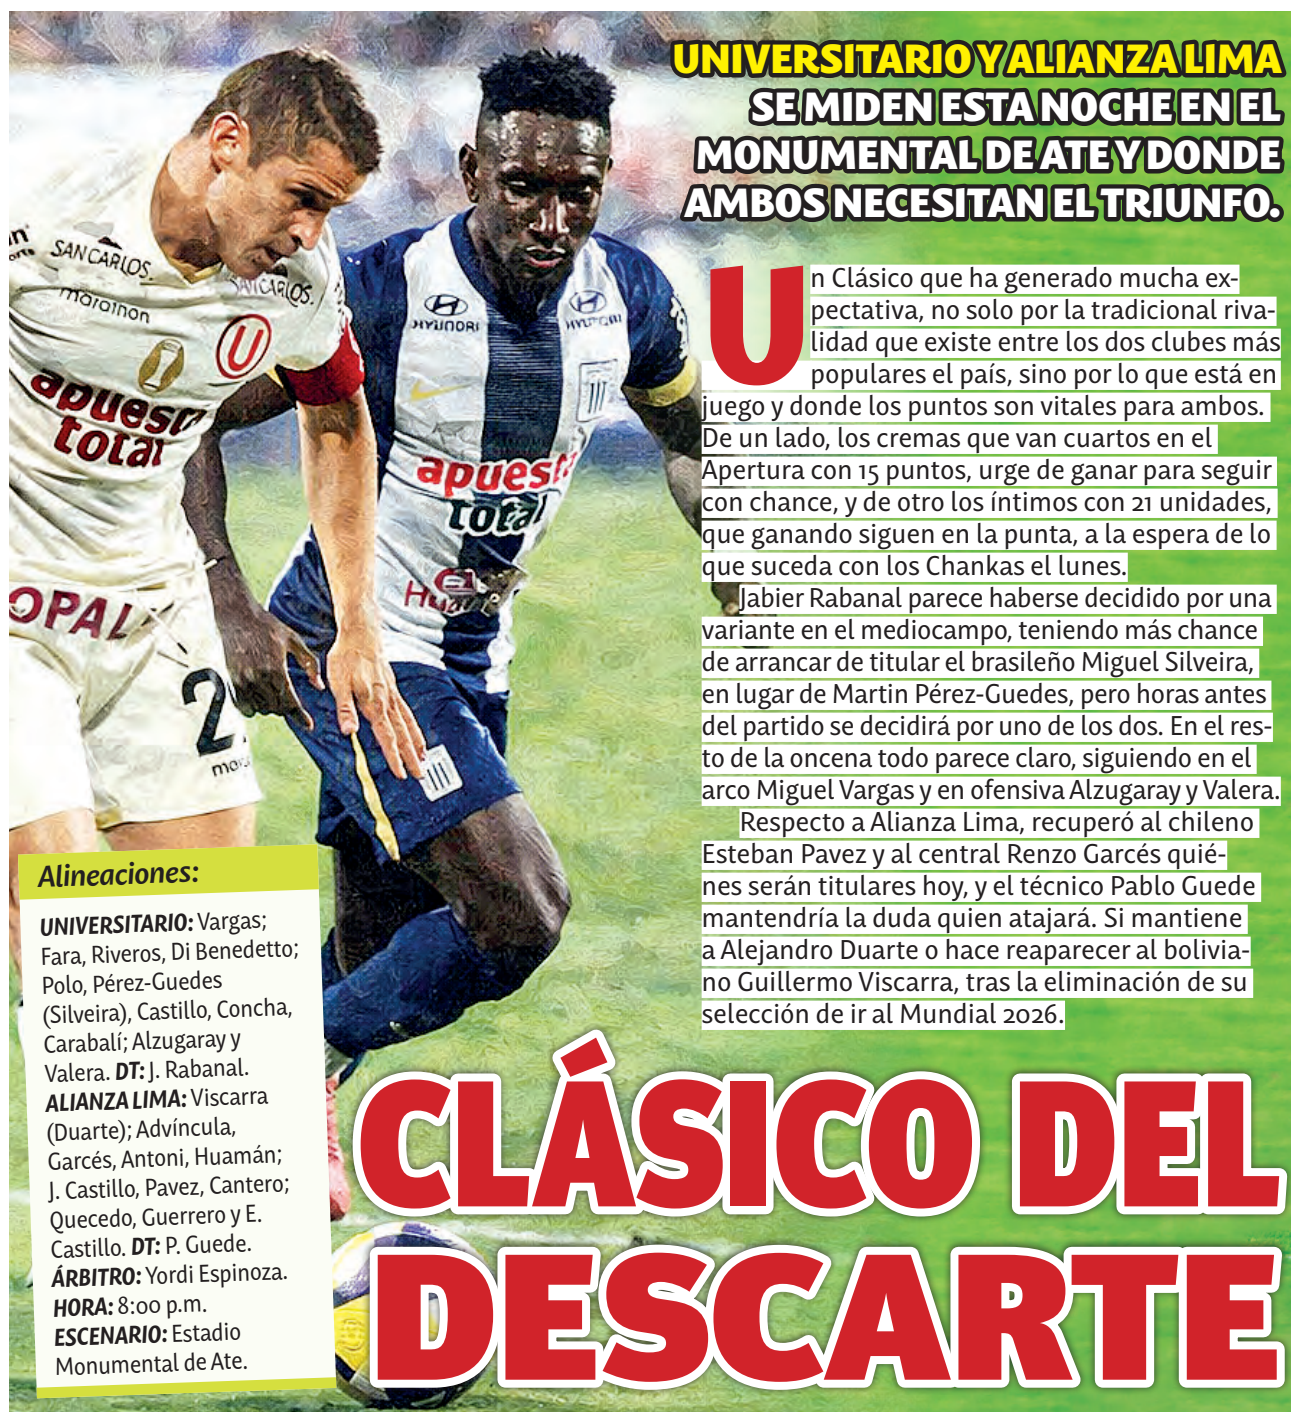 UNIVERSITARIO Y ALIANZA LIMA
SE MIDEN ESTA NOCHE EN EL
MONUMENTAL DE ATE Y DONDE
AMBOS NECESITAN EL TRIUNFO.
Un Clásico que ha generado mucha ex-
pectativa, no solo por la tradicional riva-
lidad que existe entre los dos clubes más
populares el país, sino por lo que está en
juego y donde los puntos son vitales para ambos.
De un lado, los cremas que van cuartos en el
Apertura con 15 puntos, urge de ganar para seguir
con chance, y de otro los íntimos con 21 unidades,
que ganando siguen en la punta, a la espera de lo
que suceda con los Chankas el lunes.
Jabier Rabanal parece haberse decidido por una
variante en el mediocampo, teniendo más chance
de arrancar de titular el brasileño Miguel Silveira,
en lugar de Martin Pérez-Guedes, pero horas antes
del partido se decidirá por uno de los dos. En el res-
to de la oncena todo parece claro, siguiendo en el
arco Miguel Vargas y en ofensiva Alzugaray y Valera.
Respecto a Alianza Lima, recuperó al chileno
Esteban Pavez y al central Renzo Garcés quié-
nes serán titulares hoy, y el técnico Pablo Guede
mantendría la duda quien atajará. Si mantiene
a Alejandro Duarte o hace reaparecer al bolivia-
no Guillermo Viscarra, tras la eliminación de su
selección de ir al Mundial 2026.
CLÁSICO DEL
DESCARTE
Alineaciones:
UNIVERSITARIO: Vargas;
Fara, Riveros, Di Benedetto;
Polo, Pérez-Guedes
(Silveira), Castillo, Concha,
Carabalí; Alzugaray y
Valera. DT: J. Rabanal.
ALIANZA LIMA: Viscarra
(Duarte); Advíncula,
Garcés, Antoni, Huamán;
J. Castillo, Pavez, Cantero;
Quecedo, Guerrero y E.
Castillo. DT: P. Guede.
ÁRBITRO: Yordi Espinoza.
HORA: 8:00 p.m.
ESCENARIO: Estadio
Monumental de Ate.
SAN CARLOS.
SAN CARLOS.
marathon
U
apuesta
total
OPAL
HYUNDAI
HYUNDAI
apuesta
total